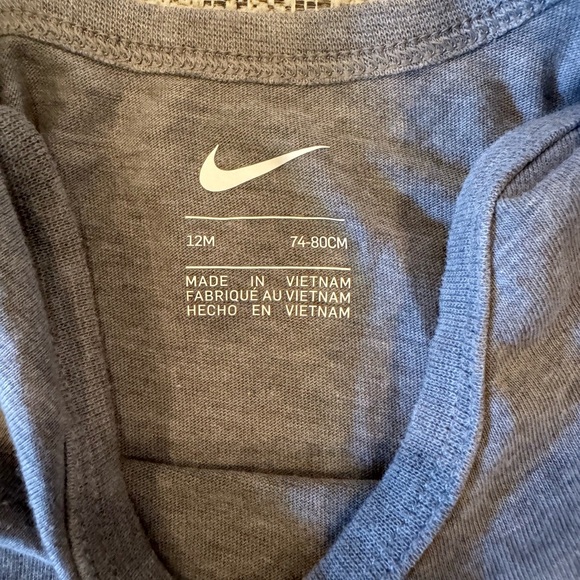 12M 74-80CM
MADE IN VIETNAM
FABRIQUÉ AU VIETNAM
HECHO EN VIETNAM